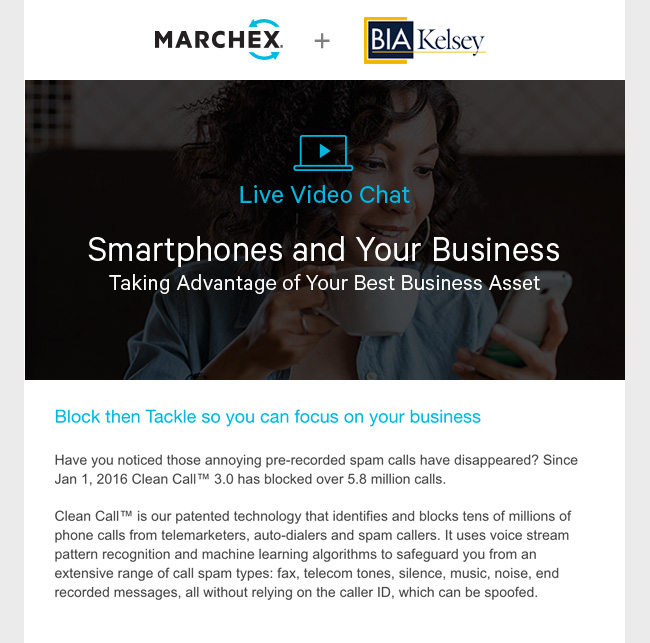 MARCHEX. + BIA Kelsey
Live Video Chat
Smartphones and Your Business
Taking Advantage of Your Best Business Asset
Block then Tackle so you can focus on your business
Have you noticed those annoying pre-recorded spam calls have disappeared? Since
Jan 1, 2016 Clean Call™ 3.0 has blocked over 5.8 million calls.
Clean Call™ is our patented technology that identifies and blocks tens of millions of
phone calls from telemarketers, auto-dialers and spam callers. It uses voice stream
pattern recognition and machine learning algorithms to safeguard you from an
extensive range of call spam types: fax, telecom tones, silence, music, noise, end
recorded messages, all without relying on the caller ID, which can be spoofed.